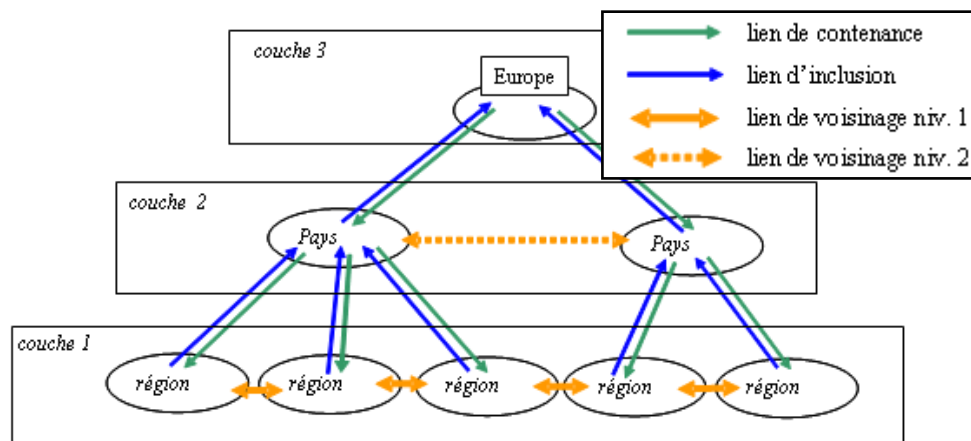 couche 3
Europe
lien de contenance
lien d'inclusion
lien de voisinage niv. 1
lien de voisinage niv. 2
couche 2
Pays
Pays
couche 1
région
région
région
région
région